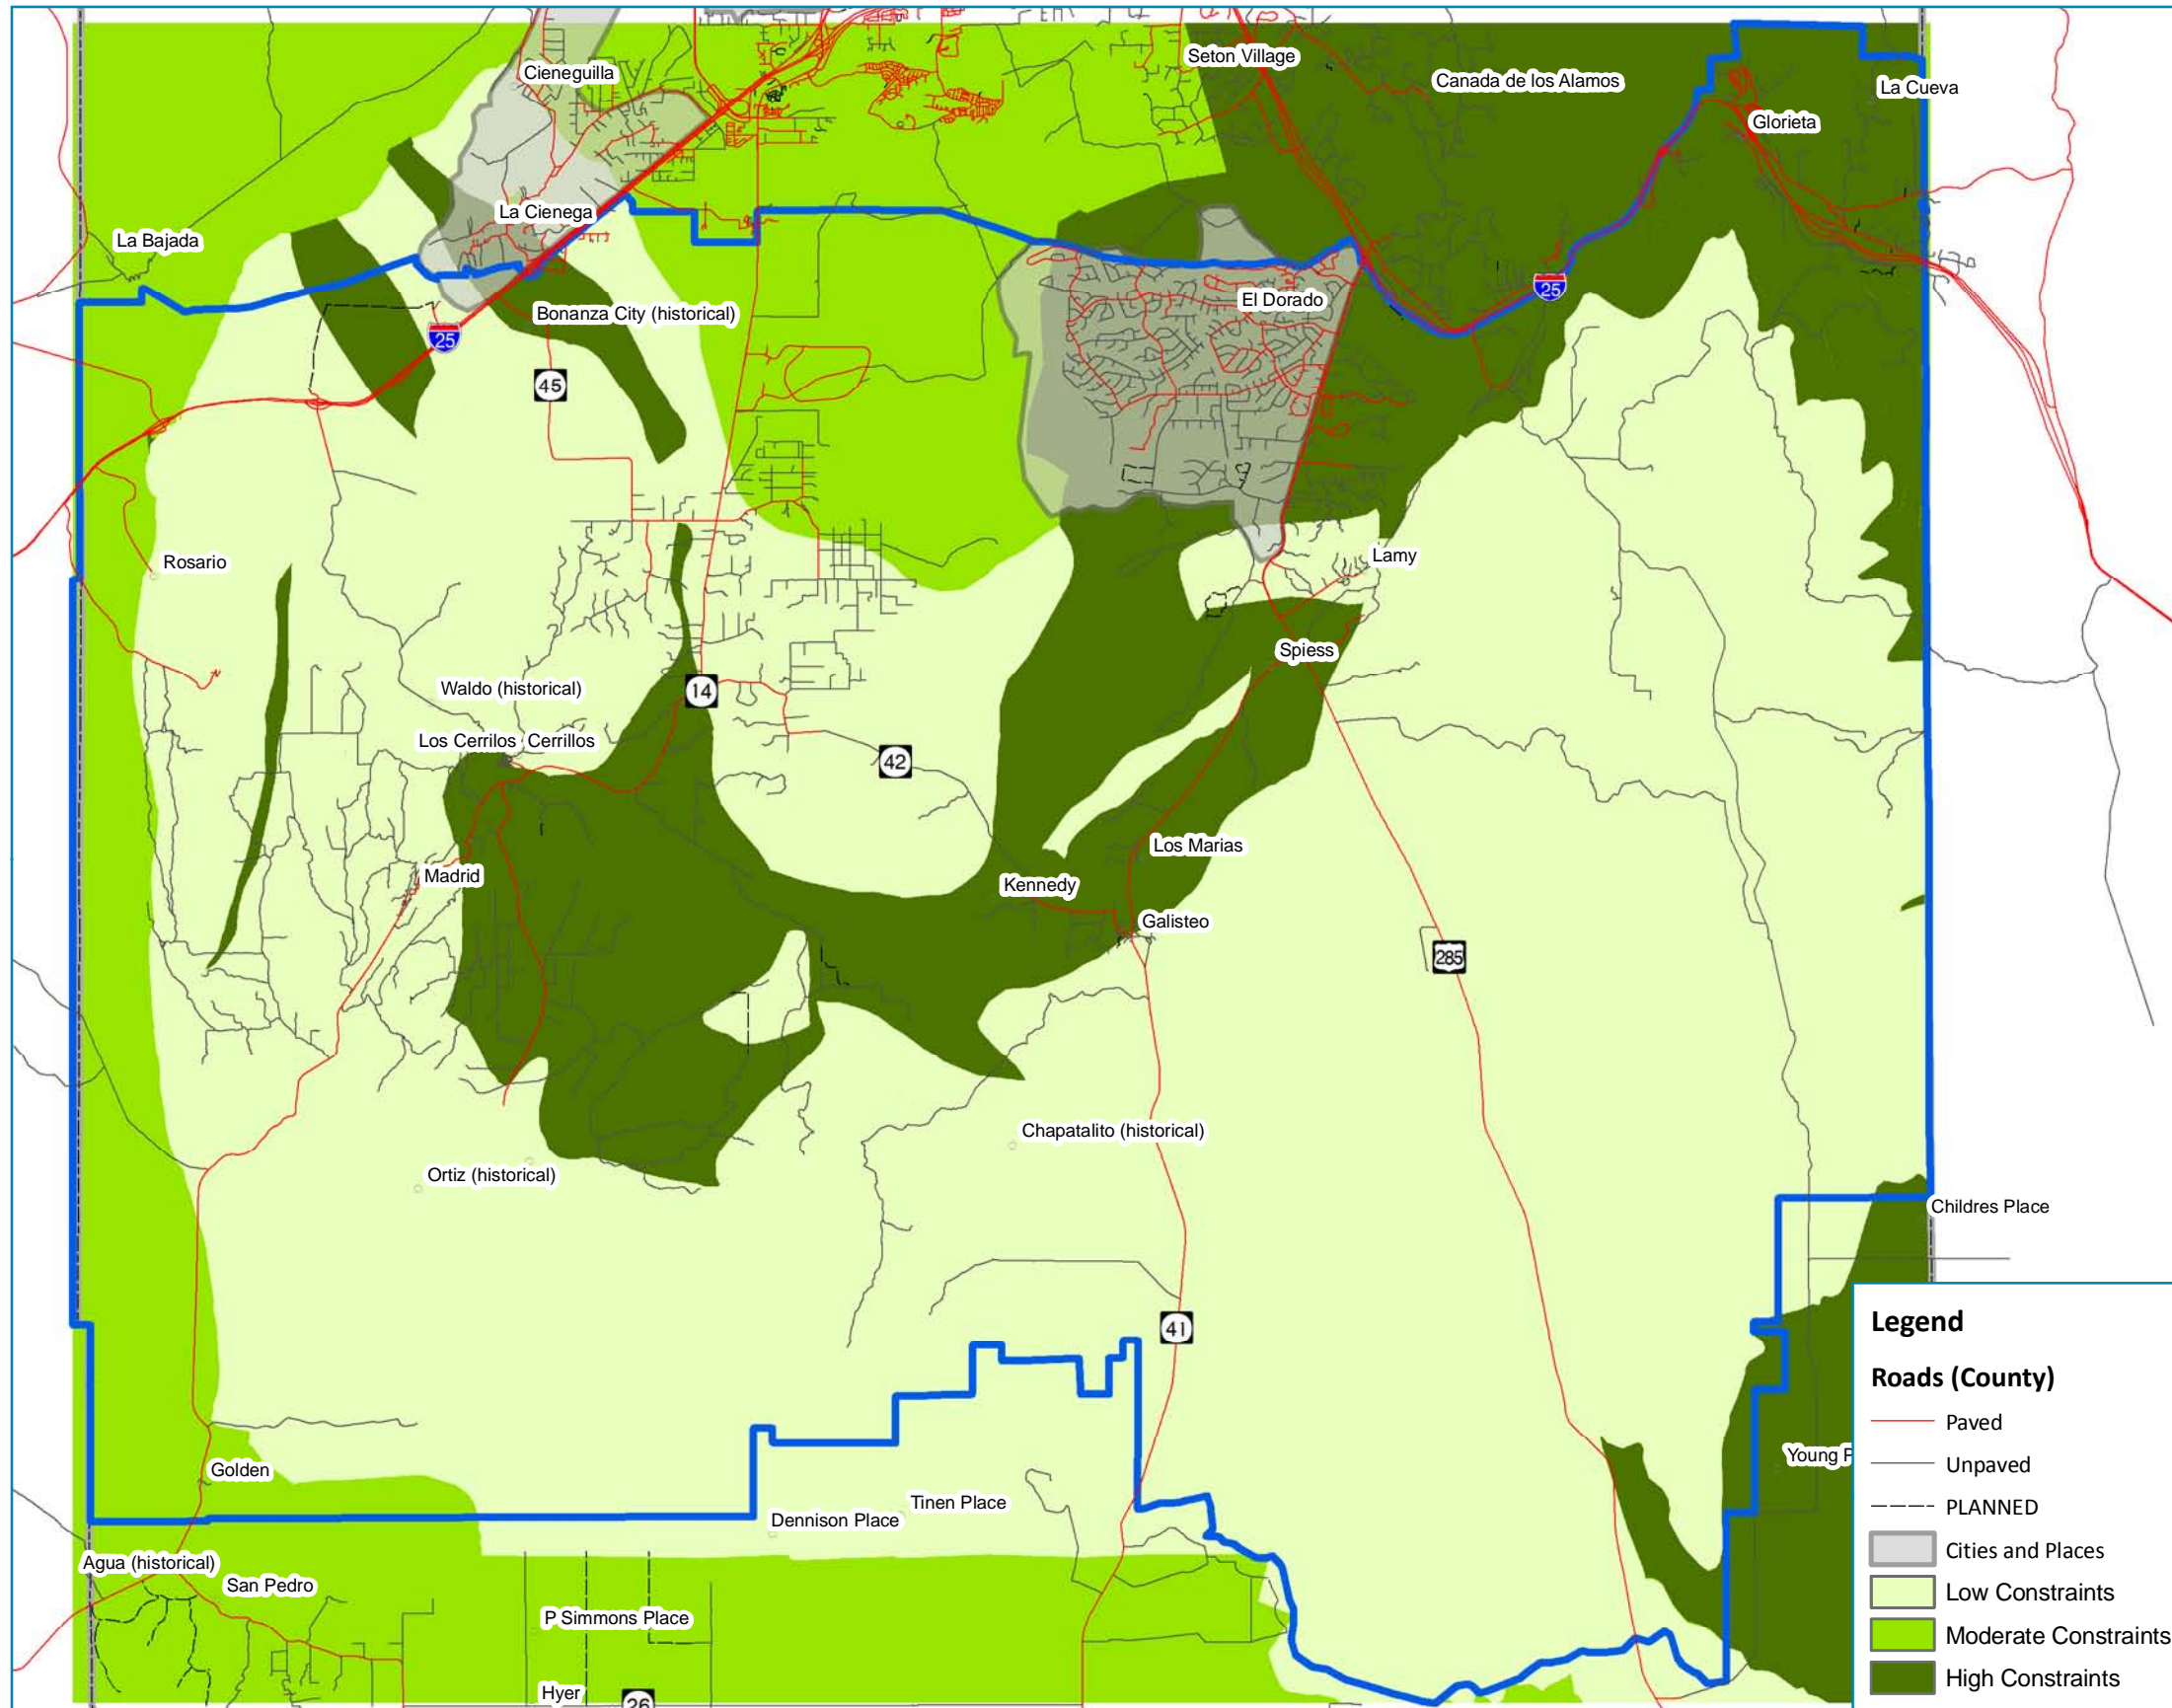 Cieneguilla
Seton Village
Canada de los Alamos
La Cueva
Glorieta
La Cienega
La Bajada
25
El Dorado
Bonanza City (historical)
25
45
Rosario
Lamy
Spiess
Waldo (historical)
14
Los Cerrilos
Cerrillos
42
Los Marias
Madrid
Kennedy
Galisteo
285
Chapatalito (historical)
Ortiz (historical)
Childres Place
41
Golden
Young P
Tinen Place
Dennison Place
Agua (historical)
San Pedro
P Simmons Place
Hyer
26
Legend
Roads (County)
Paved
Unpaved
PLANNED
Cities and Places
Low Constraints
Moderate Constraints
High Constraints